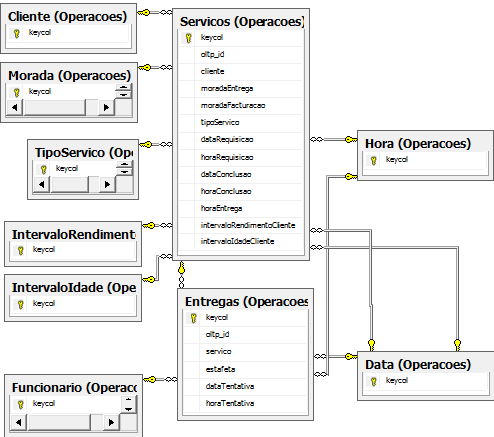 Cliente (Operacoes)
keycol
Morada (Operacoes)
keycol
TipoServico (Ope
keycol
IntervaloRendimento
keycol
IntervaloIdade (Ope
keycol
Funcionario (Operaco
keycol
Servicos (Operacoes)
keycol
oltp_id
cliente
moradaEntrega
moradaFacturacao
tipoServico
dataRequisicao
horaRequisicao
dataConclusao
horaConclusao
horaEntrega
intervaloRendimentoCliente
intervaloIdadeCliente
Entregas (Operacoes
keycol
oltp_id
servico
estafeta
dataTentativa
horaTentativa
Hora (Operacoes)
keycol
Data (Operacoes)
keycol